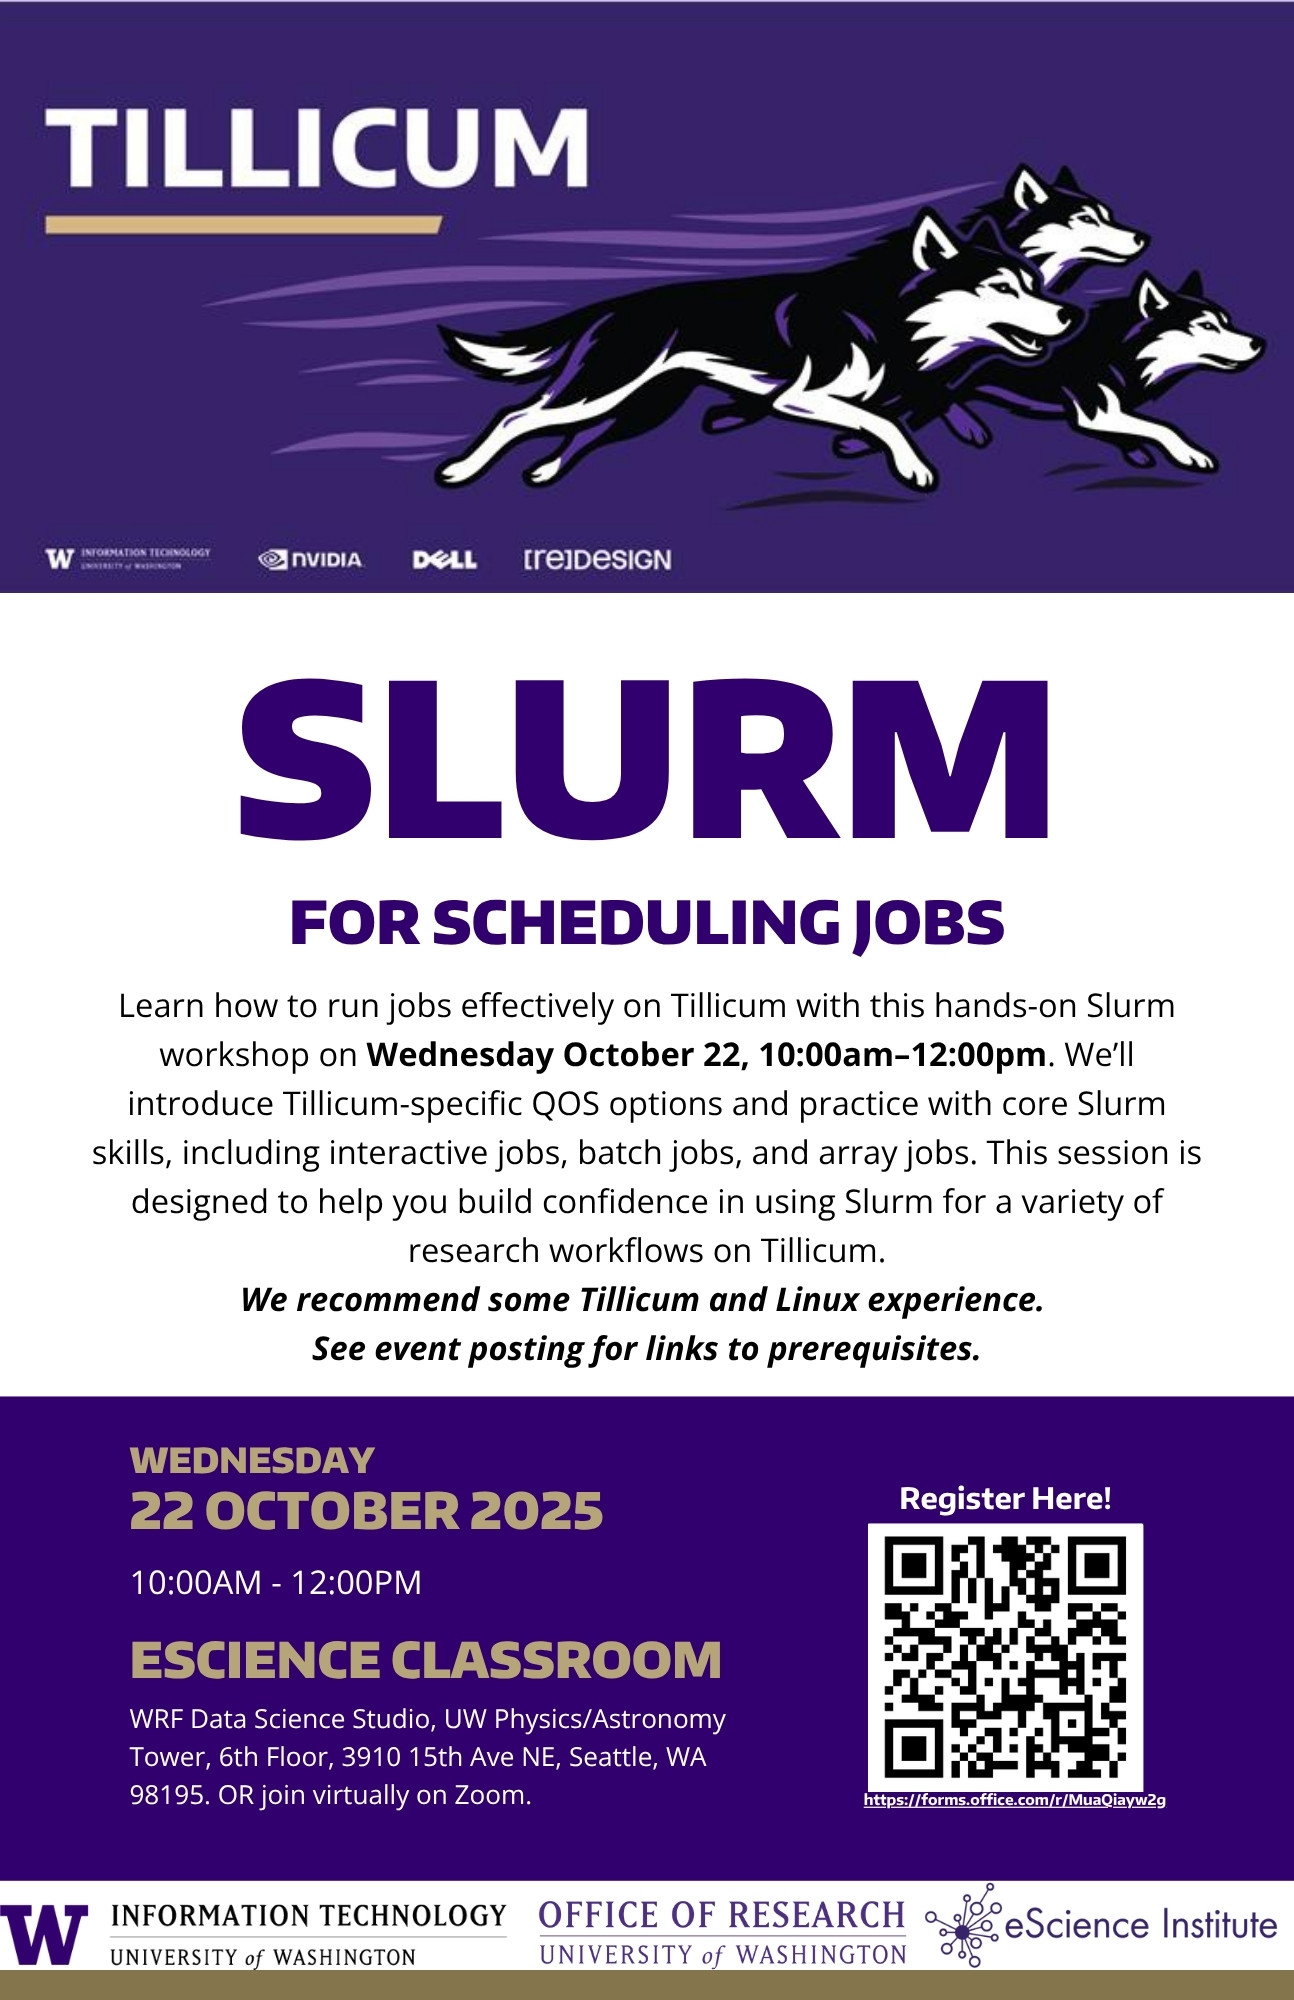 TILLICUM
W INFORMATION TECHNOLOGY
UNIVERSITY of WASHINGTON
NVIDIA
DELL
[re]DESIGN
SLURM
FOR SCHEDULING JOBS
Learn how to run jobs effectively on Tillicum with this hands-on Slurm
workshop on Wednesday October 22, 10:00am–12:00pm. We’ll
introduce Tillicum-specific QOS options and practice with core Slurm
skills, including interactive jobs, batch jobs, and array jobs. This session is
designed to help you build confidence in using Slurm for a variety of
research workflows on Tillicum.
We recommend some Tillicum and Linux experience.
See event posting for links to prerequisites.
WEDNESDAY
22 OCTOBER 2025
10:00AM - 12:00PM
ESCIENCE CLASSROOM
WRF Data Science Studio, UW Physics/Astronomy
Tower, 6th Floor, 3910 15th Ave NE, Seattle, WA
98195. OR join virtually on Zoom.
Register Here!
https://forms.office.com/r/MuaQiayw2g
W INFORMATION TECHNOLOGY
UNIVERSITY of WASHINGTON
OFFICE OF RESEARCH
UNIVERSITY of WASHINGTON
eScience Institute